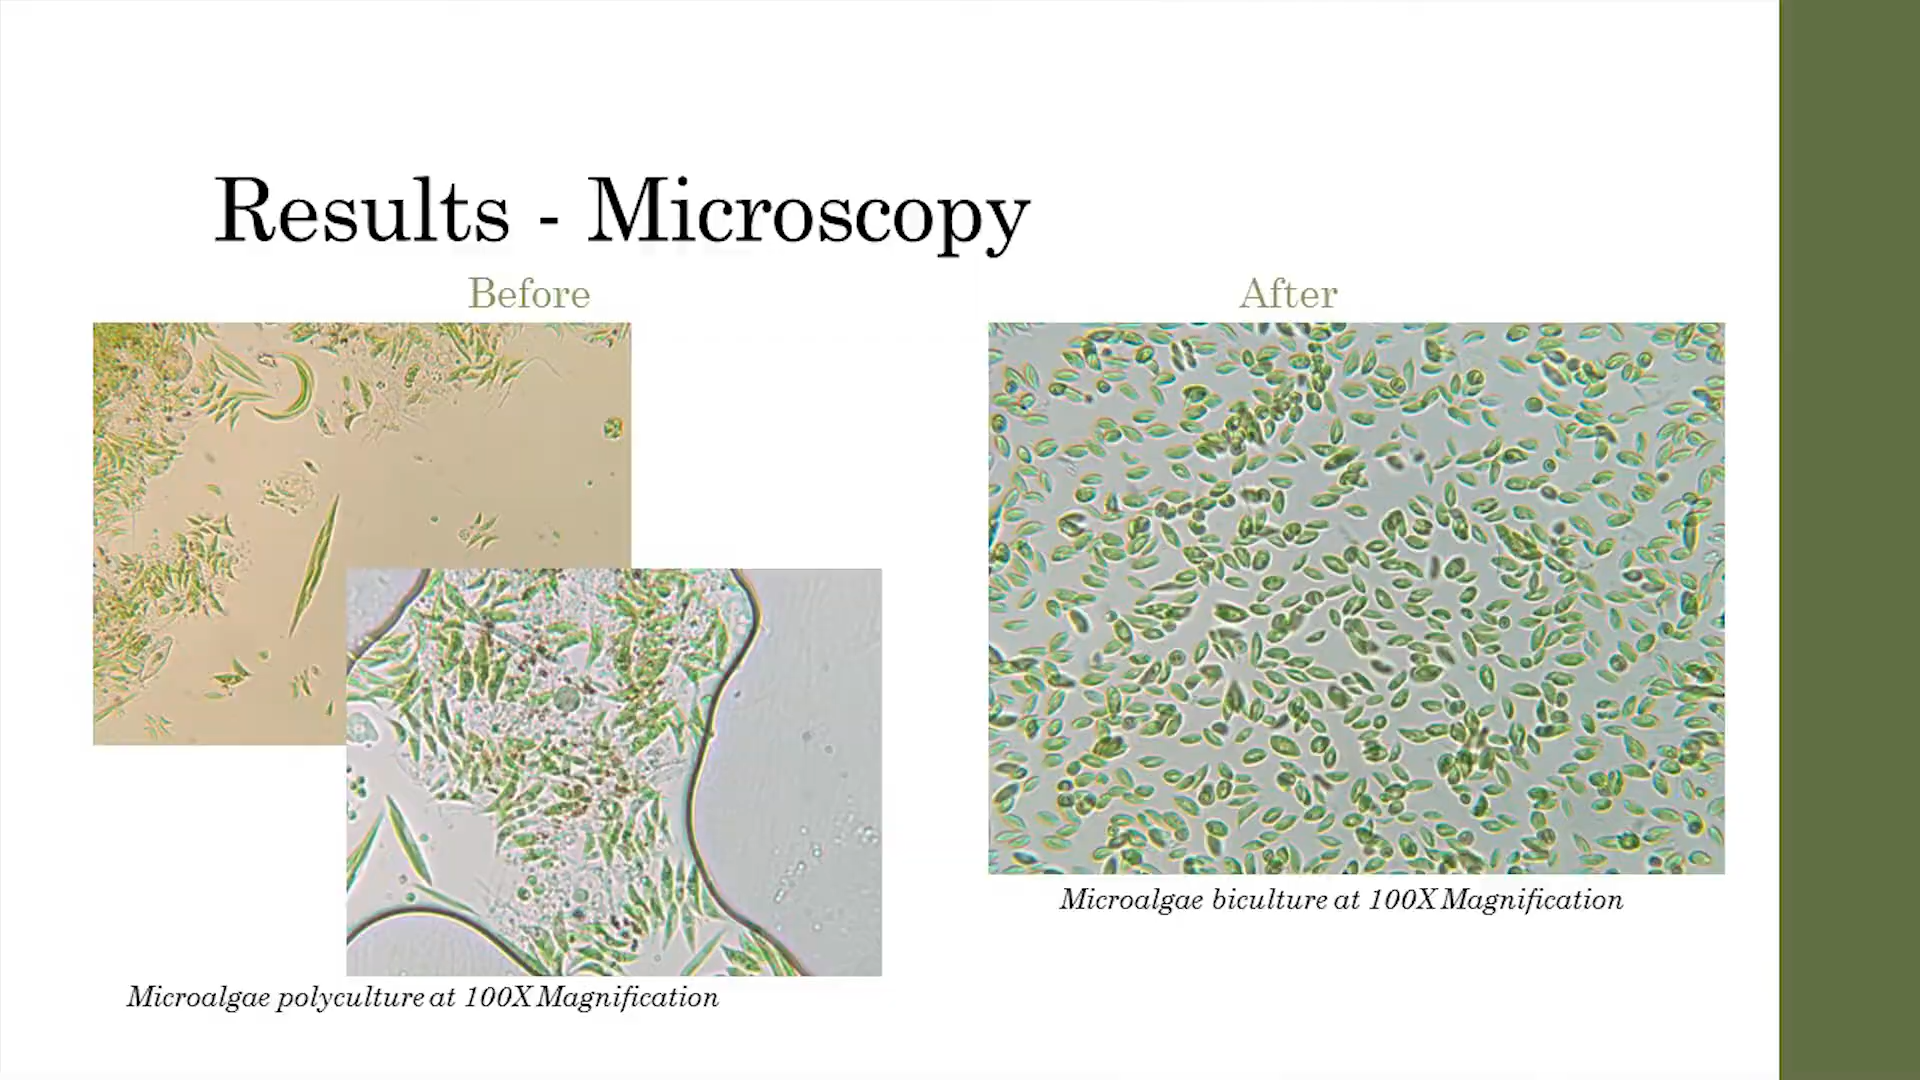 Results - Microscopy
Before
After
Microalgae biculture at 100X Magnification
Microalgae polyculture at 100X Magnification